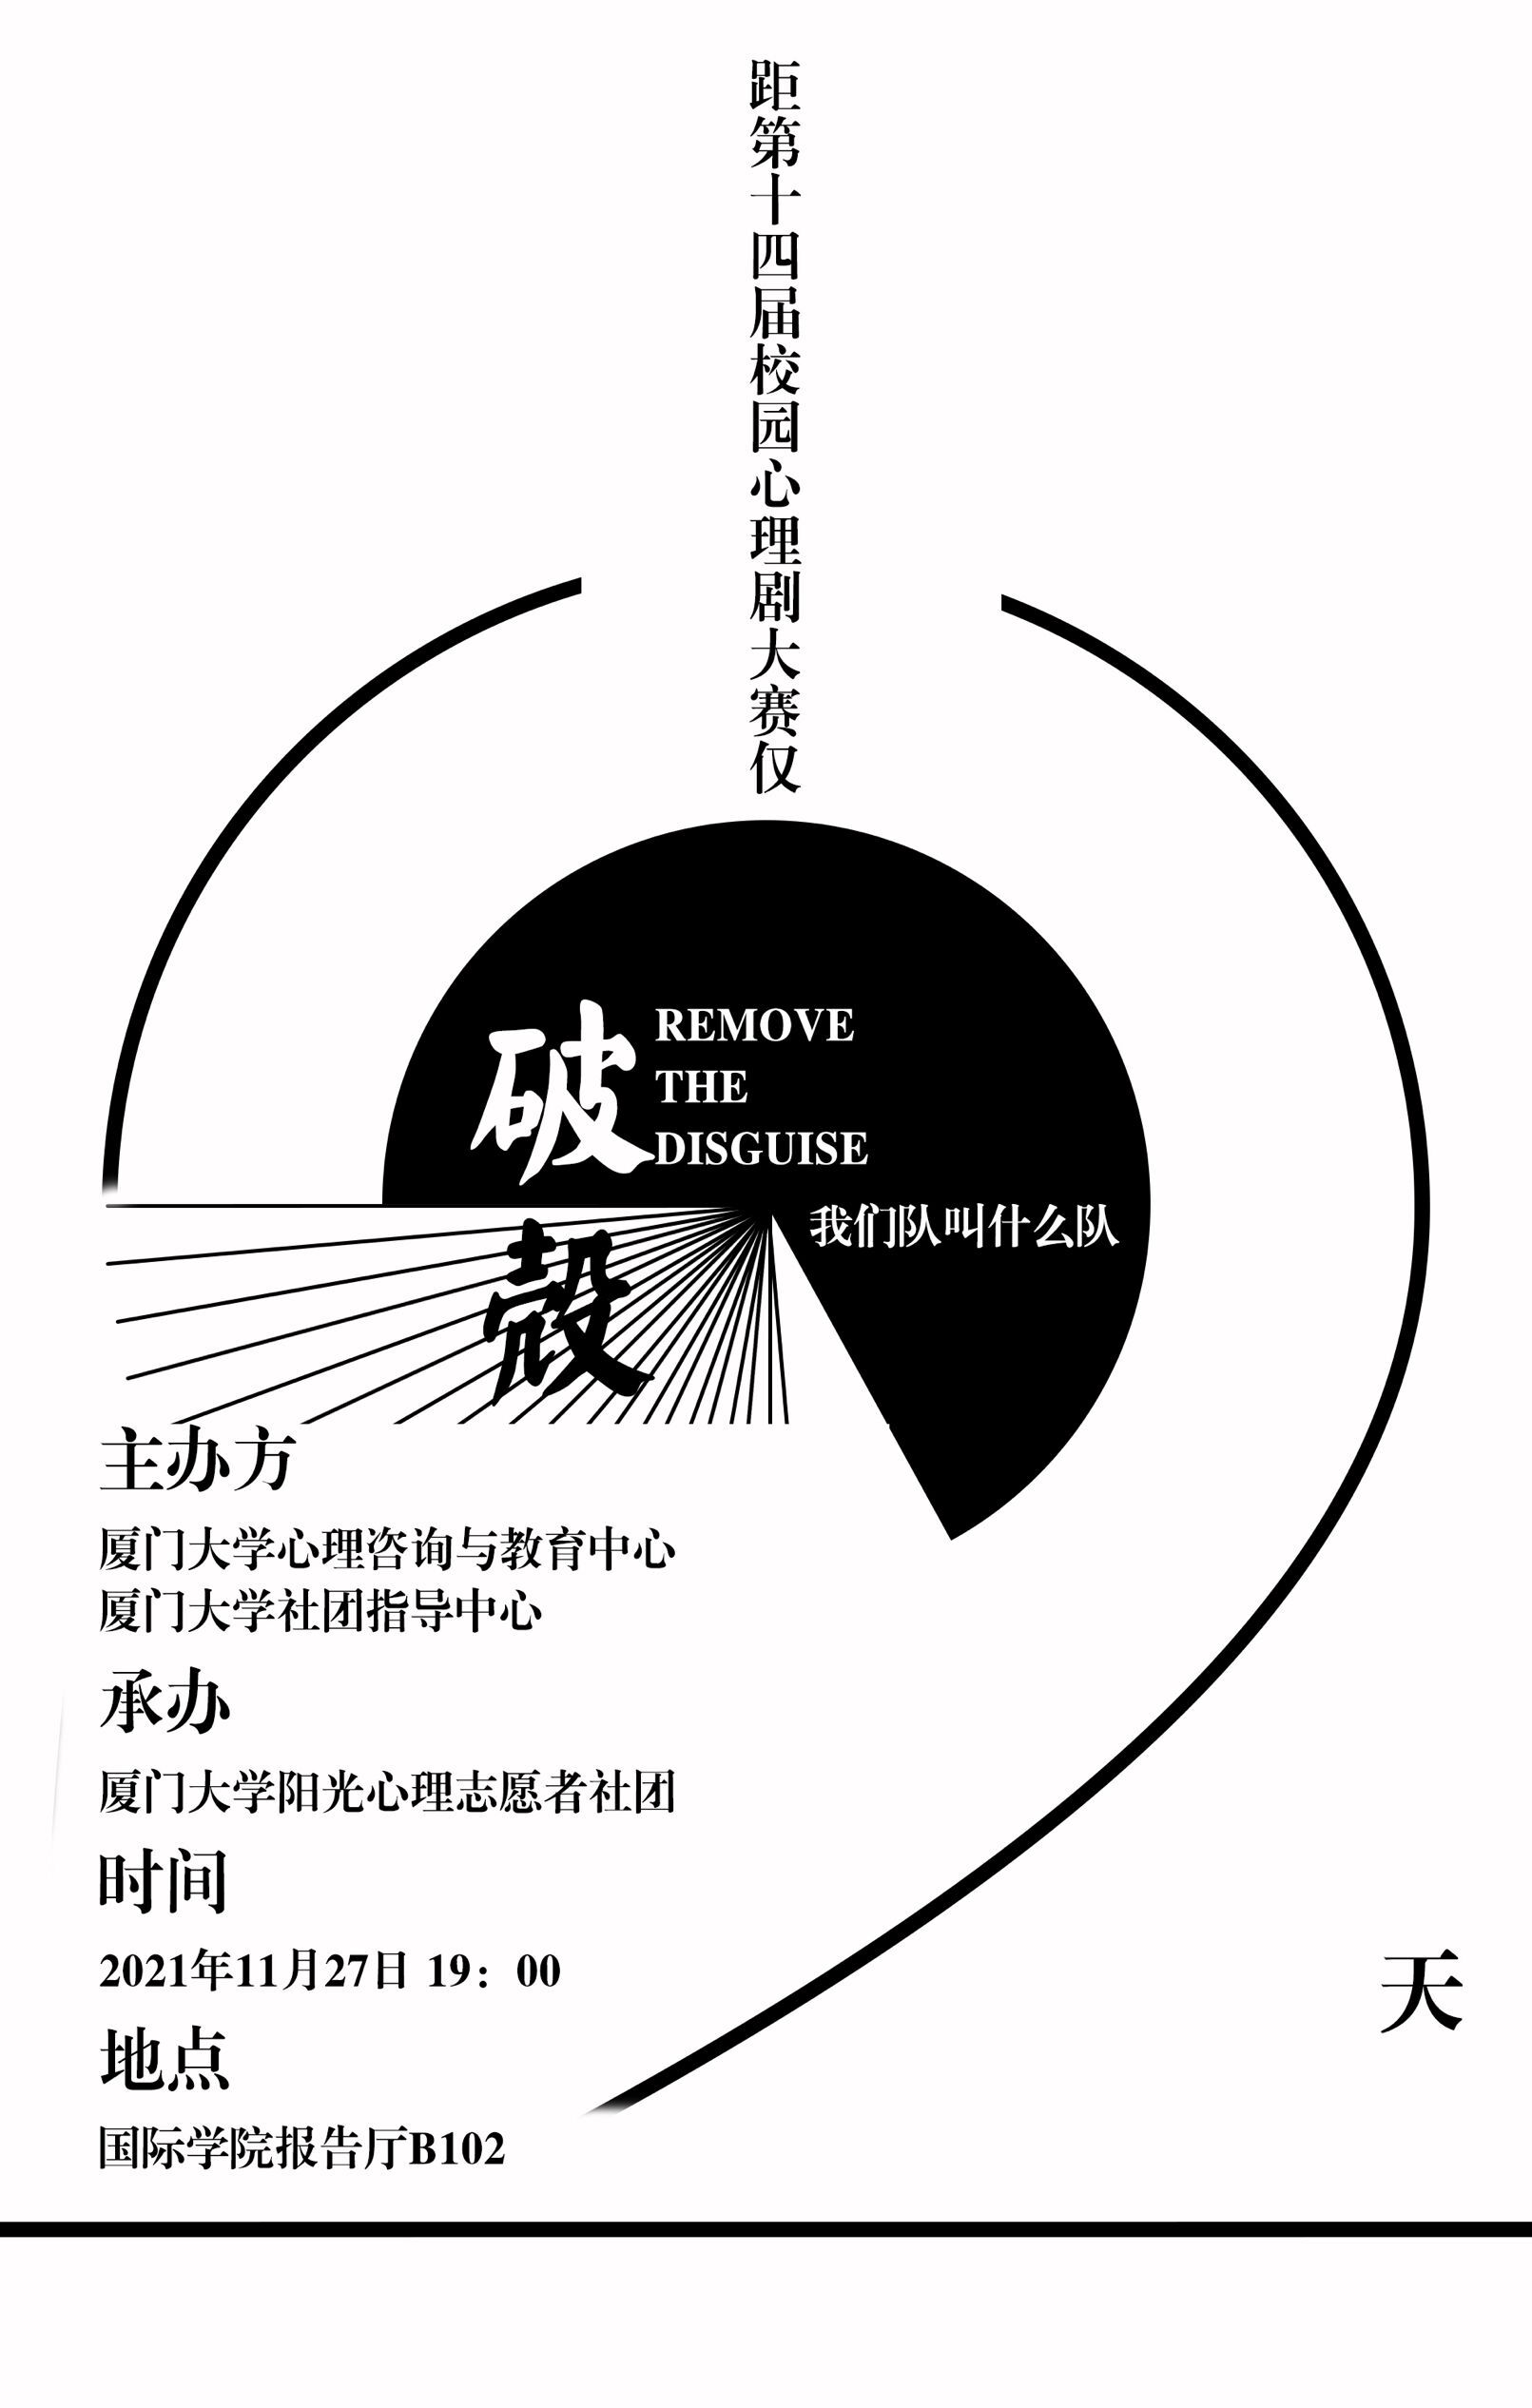 距第十四届校园心理剧大赛仅
破
REMOVE
THE
DISGUISE
我们队叫什么队
殼
主办方
厦门大学心理咨询与教育中心
厦门大学社团指导中心
承办
厦门大学阳光心理志愿者社团
时间
2021年11月27日 19：00
天
地点
国际学院报告厅B102